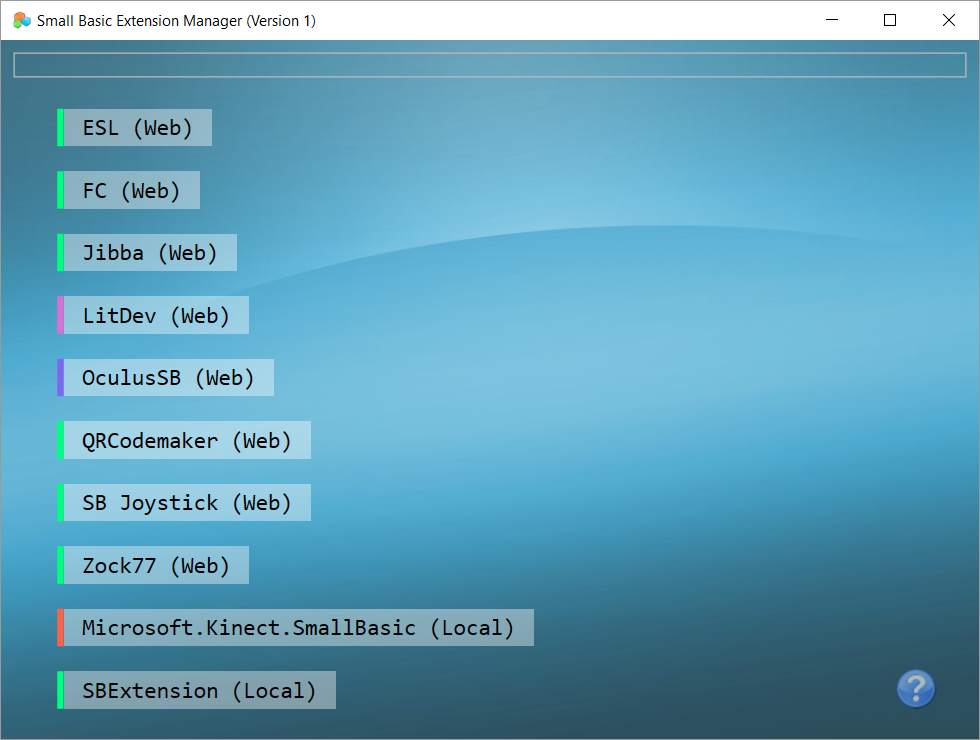 Small Basic Extension Manager (Version 1)
ESL (Web)
FC (Web)
Jibba (Web)
LitDev (Web)
OculusSB (Web)
QRCodemaker (Web)
SB Joystick (Web)
Zock77 (Web)
Microsoft.Kinect.SmallBasic (Local)
SBExtension (Local)
?